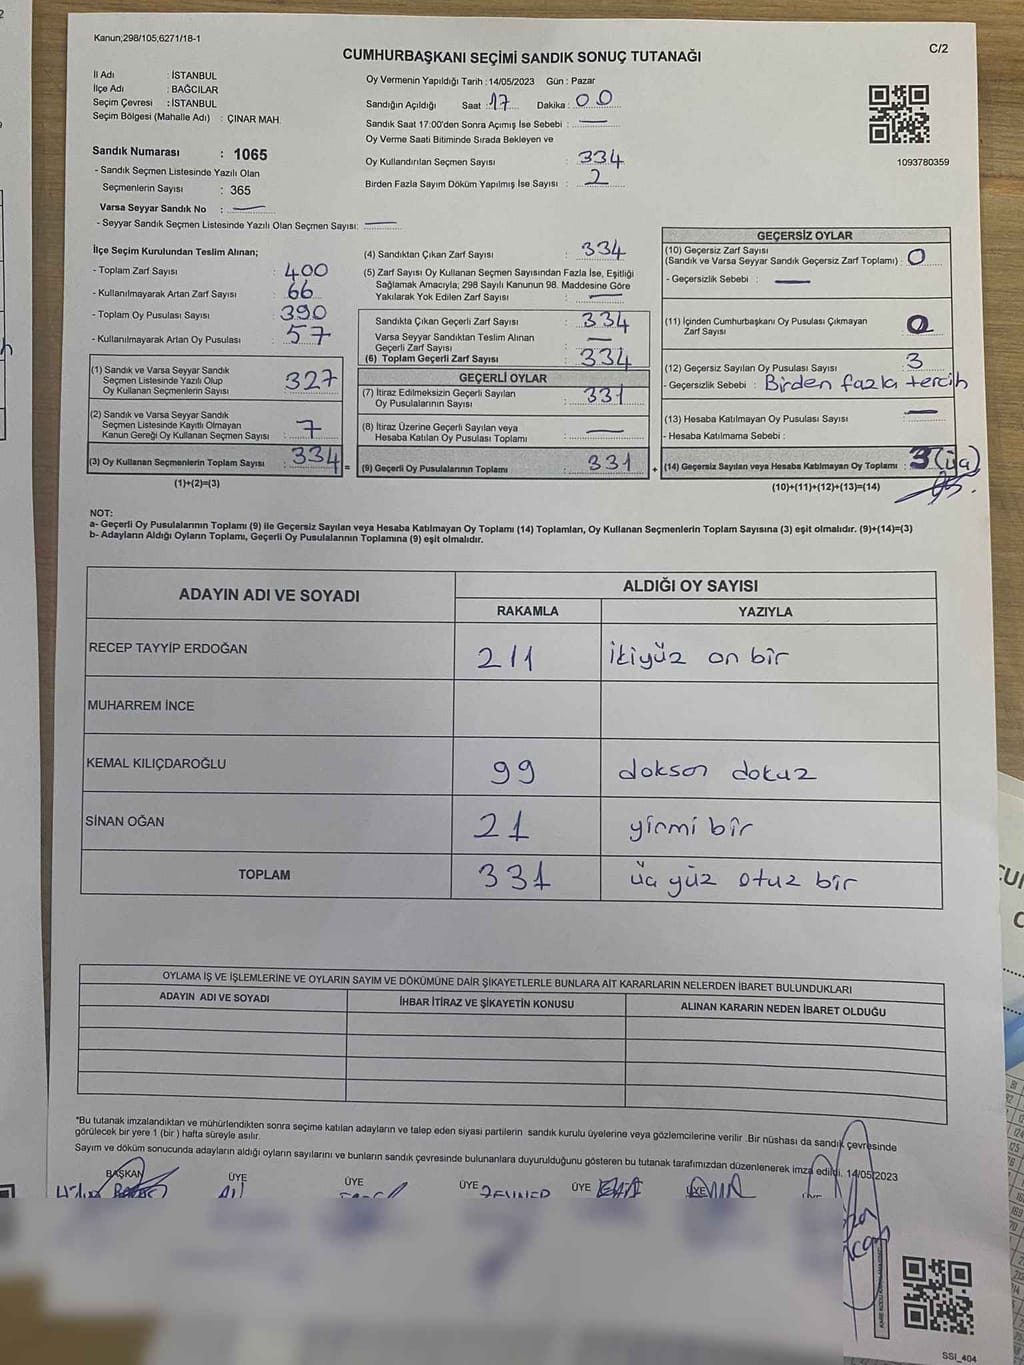 Kanun;298/105;6271/18-1
C/2
CUMHURBAŞKANI SEÇİMİ SANDIK SONUÇ TUTANAĞI
İl Adı : İSTANBUL
İlçe Adı : BAĞCILAR
Seçim Çevresi : İSTANBUL
Seçim Bölgesi (Mahalle Adı) : ÇINAR MAH.
Sandık Numarası : 1065
- Sandık Seçmen Listesinde Yazılı Olan
Seçmenlerin Sayısı : 365
Varsa Seyyar Sandık No : —
- Seyyar Sandık Seçmen Listesinde Yazılı Olan Seçmen Sayısı: —
Oy Vermenin Yapıldığı Tarih : 14/05/2023 Gün : Pazar
Sandığın Açıldığı Saat : 17 Dakika : 00
Sandık Saat 17:00'den Sonra Açımış İse Sebebi : —
Oy Verme Saati Bitiminde Sırada Bekleyen ve
Oy Kullandırılan Seçmen Sayısı : 334
Birden Fazla Sayım Döküm Yapılmış İse Sayısı : 2
1093780359
İlçe Seçim Kurulundan Teslim Alınan;
- Toplam Zarf Sayısı : 400
- Kullanılmayarak Artan Zarf Sayısı : 66
- Toplam Oy Pusulası Sayısı : 390
- Kullanılmayarak Artan Oy Pusulası : 57
(1) Sandık ve Varsa Seyyar Sandık
Seçmen Listesinde Yazılı Olup
Oy Kullanan Seçmenlerin Sayısı : 327
(2) Sandık ve Varsa Seyyar Sandık
Seçmen Listesinde Kayıtlı Olmayan
Kanun Gereği Oy Kullanan Seçmen Sayısı : 7
(3) Oy Kullanan Seçmenlerin Toplam Sayısı : 334 =
(1)+(2)=(3)
(4) Sandıktan Çıkan Zarf Sayısı : 334
(5) Zarf Sayısı Oy Kullanan Seçmen Sayısından Fazla İse, Eşitliği
Sağlamak Amacıyla; 298 Sayılı Kanunun 98. Maddesine Göre
Yakılarak Yok Edilen Zarf Sayısı : —
Sandıkta Çıkan Geçerli Zarf Sayısı : 334
Varsa Seyyar Sandıktan Teslim Alınan
Geçerli Zarf Sayısı : —
(6) Toplam Geçerli Zarf Sayısı : 334
GEÇERLİ OYLAR
(7) İtiraz Edilmeksizin Geçerli Sayılan
Oy Pusulalarının Sayısı : 331
(8) İtiraz Üzerine Geçerli Sayılan veya
Hesaba Katılan Oy Pusulası Toplamı : —
(9) Geçerli Oy Pusulalarının Toplamı : 331 +
GEÇERSİZ OYLAR
(10) Geçersiz Zarf Sayısı
(Sandık ve Varsa Seyyar Sandık Geçersiz Zarf Toplamı) : 0
- Geçersizlik Sebebi : —
(11) İçinden Cumhurbaşkanı Oy Pusulası Çıkmayan
Zarf Sayısı : 0
(12) Geçersiz Sayılan Oy Pusulası Sayısı : 3
- Geçersizlik Sebebi : Birden fazla tercih
(13) Hesaba Katılmayan Oy Pusulası Sayısı : —
- Hesaba Katılmama Sebebi :
(14) Geçersiz Sayılan veya Hesaba Katılmayan Oy Toplamı : 3 (üç)
(10)+(11)+(12)+(13)=(14)
NOT:
a- Geçerli Oy Pusulalarının Toplamı (9) ile Geçersiz Sayılan veya Hesaba Katılmayan Oy Toplamı (14) Toplamları, Oy Kullanan Seçmenlerin Toplam Sayısına (3) eşit olmalıdır. (9)+(14)=(3)
b- Adayların Aldığı Oyların Toplamı, Geçerli Oy Pusulalarının Toplamına (9) eşit olmalıdır.
ADAYIN ADI VE SOYADI
ALDIĞI OY SAYISI
RAKAMLA YAZIYLA
RECEP TAYYİP ERDOĞAN 211 ikiyüz on bir
MUHARREM İNCE
KEMAL KILIÇDAROĞLU 99 doksan dokuz
SİNAN OĞAN 21 yirmi bir
TOPLAM 331 üç yüz otuz bir
OYLAMA İŞ VE İŞLEMLERİNE VE OYLARIN SAYIM VE DÖKÜMÜNE DAİR ŞİKAYETLERLE BUNLARA AİT KARARLARIN NELERDEN İBARET BULUNDUKLARI
ADAYIN ADI VE SOYADI İHBAR İTİRAZ VE ŞİKAYETİN KONUSU ALINAN KARARIN NEDEN İBARET OLDUĞU
*Bu tutanak imzalandıktan ve mühürlendikten sonra seçime katılan adayların ve talep eden siyasi partilerin sandık kurulu üyelerine veya gözlemcilerine verilir .Bir nüshası da sandık çevresinde
görülecek bir yere 1 (bir ) hafta süreyle asılır.
Sayım ve döküm sonucunda adayların aldığı oyların sayılarını ve bunların sandık çevresinde bulunanlara duyurulduğunu gösteren bu tutanak tarafımızdan düzenlenerek imza edildi. 14/05/2023
BAŞKAN ÜYE ÜYE ÜYE ÜYE ÜYE
SSI_404